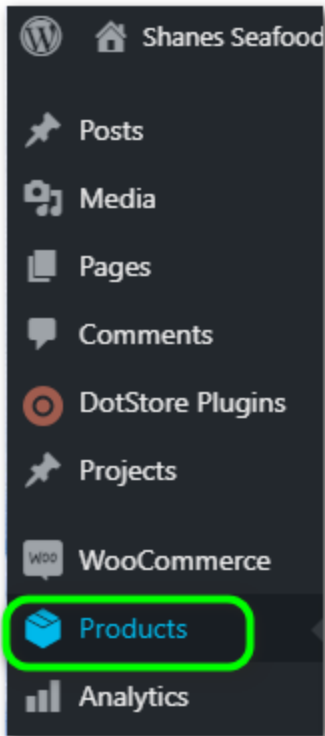 Shanes Seafood
Posts
Media
Pages
Comments
DotStore Plugins
Projects
Woo WooCommerce
Products
Analytics